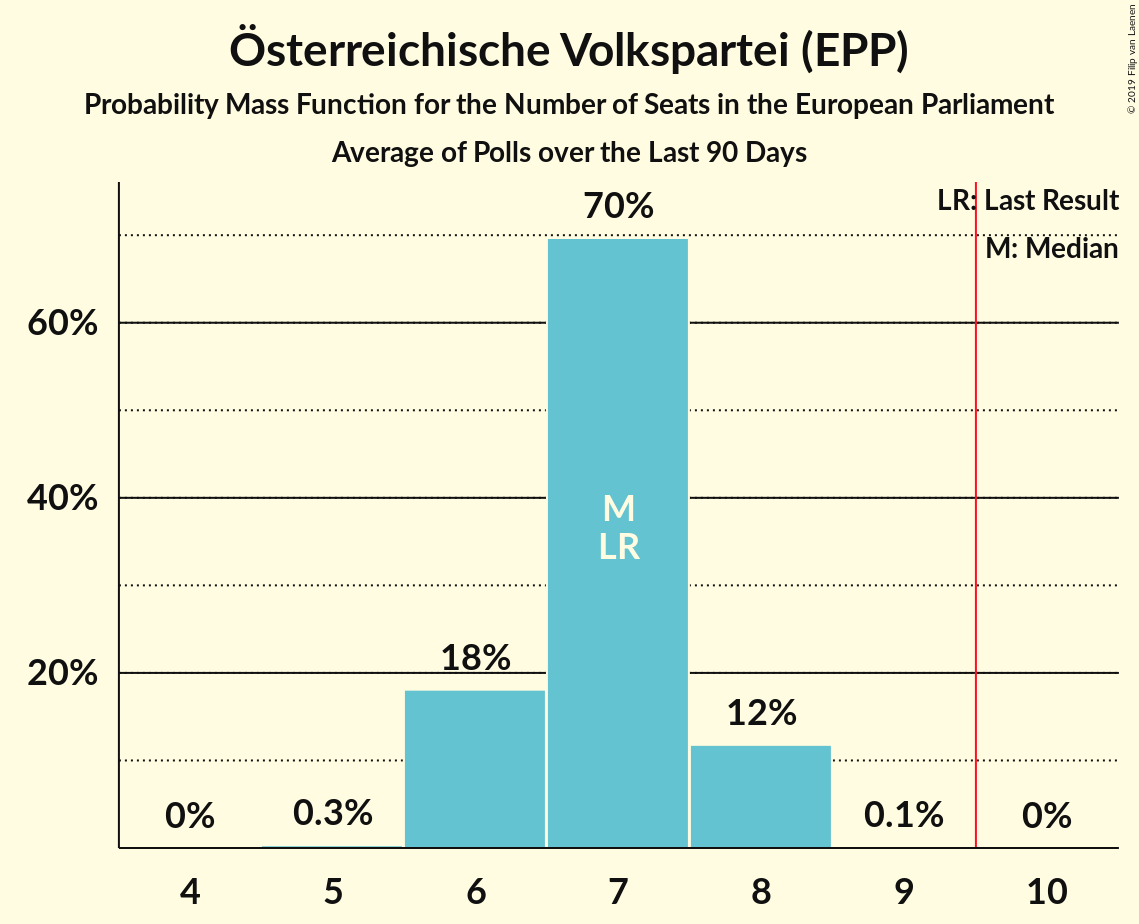 Österreichische Volkspartei (EPP)
Probability Mass Function for the Number of Seats in the European Parliament
Average of Polls over the Last 90 Days
© 2019 Filip van Laenen
LR: Last Result
M: Median
70%
60%
40%
M
LR
20%
18%
12%
0%
0.3%
0.1%
0%
4 5 6 7 8 9 10